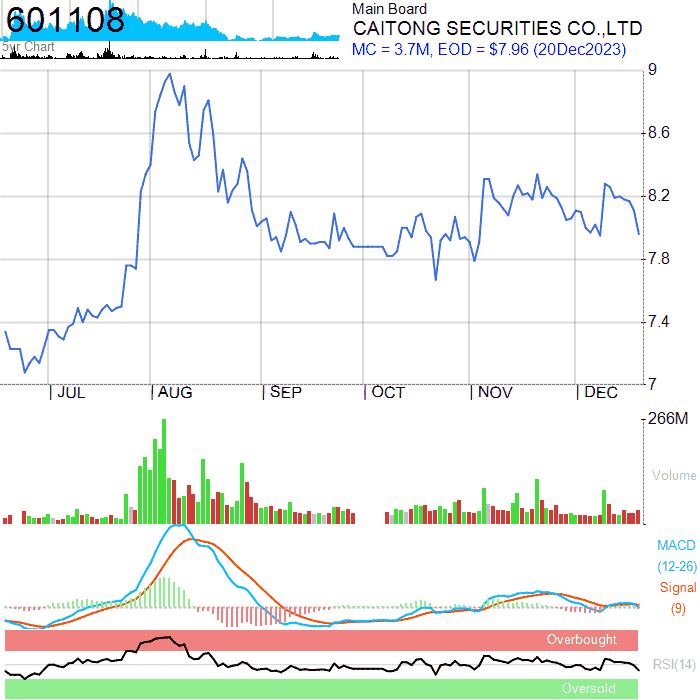 601108
5yr Chart
Main Board
CAITONG SECURITIES CO.,LTD
MC = 3.7M, EOD = $7.96 (20Dec2023)
9
8.6
8.2
7.8
7.4
7
JUL
AUG
SEP
OCT
NOV
DEC
266M
Volume
MACD
(12-26)
Signal
(9)
Overbought
RSI(14)
Oversold